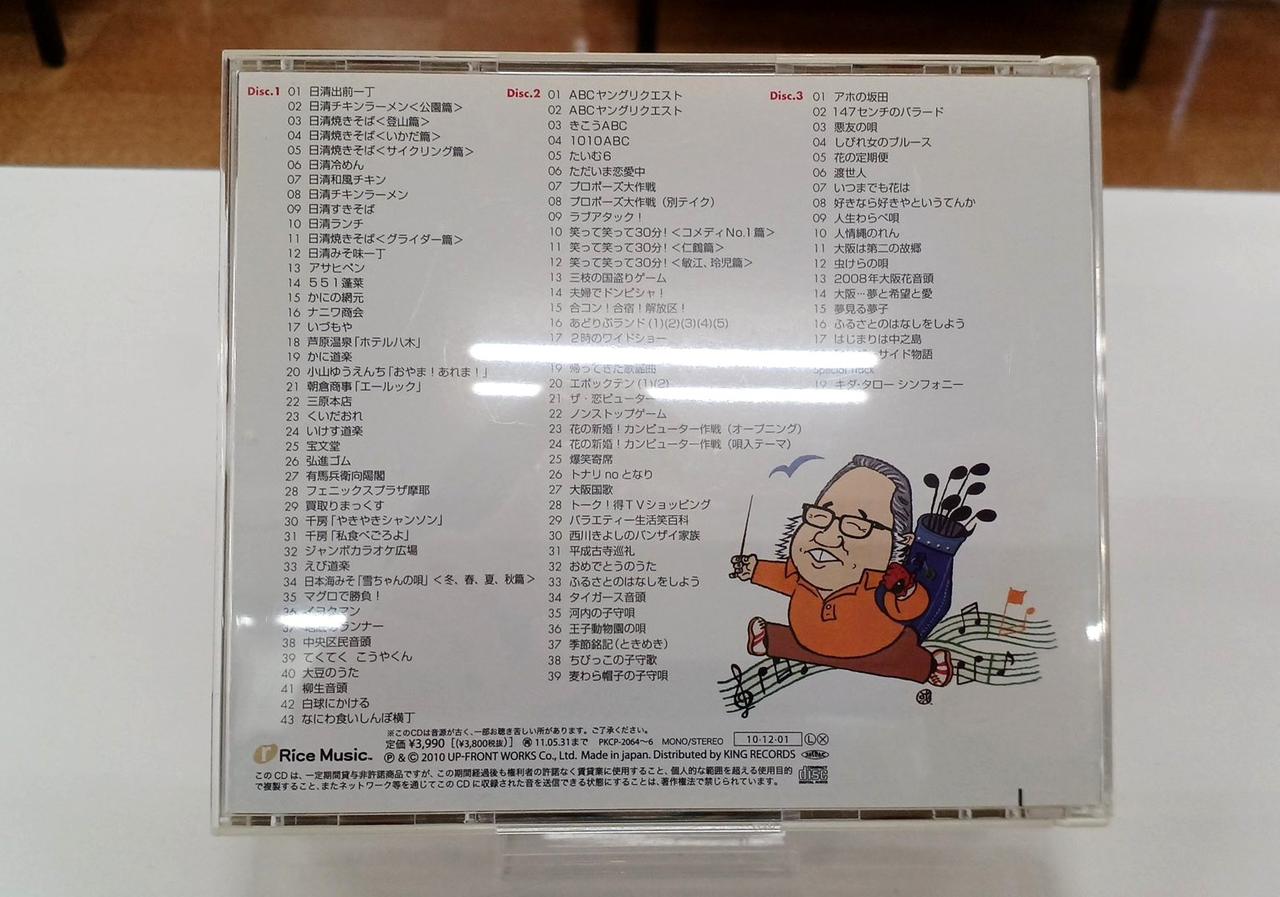 Disc.1
01 日清出前一丁
02 日清チキンラーメン<公園篇>
03 日清焼きそば<登山篇>
04 日清焼きそば<いかだ篇>
05 日清焼きそば<サイクリング篇>
06 日清冷めん
07 日清和風チキン
08 日清チキンラーメン
09 日清すきそば
10 日清ランチ
11 日清焼きそば<グライダー篇>
12 日清みそ味一丁
13 アサヒペン
14 551蓬莱
15 かにの網元
16 ナニワ商会
17 いづもや
18 芦原温泉「ホテル八木」
19 かに道楽
20 小山ゆうえんち「おやま!あれま!」
21 朝倉商事「エールック」
22 三原本店
23 くいだおれ
24 いけす道楽
25 宝文堂
26 弘進ゴム
27 有馬兵衛向陽閣
28 フェニックスプラザ摩耶
29 買取りまっくす
30 千房「やきやきシャンソン」
31 千房「私食べごろよ」
32 ジャンボカラオケ広場
33 えび道楽
34 日本海みそ「雪ちゃんの唄」<冬、春、夏、秋篇>
35 マグロで勝負!
36 イヨクマン
37 ランナー
38 中央区民音頭
39 てくてく こうやくん
40 大豆のうた
41 柳生音頭
42 白球にかける
43 なにわ食いしんぼ横丁
Disc.2
01 ABCヤングリクエスト
02 ABCヤングリクエスト
03 きこうABC
04 1010ABC
05 たいむ6
06 ただいま恋愛中
07 プロポーズ大作戦
08 プロポーズ大作戦(別テイク)
09 ラブアタック!
10 笑って笑って30分!<コメディNo.1篇>
11 笑って笑って30分!<仁鶴篇>
12 笑って笑って30分!<敏江、玲児篇>
13 三枝の国盗りゲーム
14 夫婦でドンピシャ!
15 合コン!合宿!解放区!
16 あどりぶランド(1)(2)(3)(4)(5)
17 2時のワイドショー
19 帰ってきた歌謡曲
20 エポックテン(1)(2)
21 ザ・恋ピューター
22 ノンストップゲーム
23 花の新婚!カンピューター作戦(オープニング)
24 花の新婚!カンピューター作戦(唄入テーマ)
25 爆笑寄席
26 トナリ no となり
27 大阪国歌
28 トーク!得TVショッピング
29 バラエティー生活笑百科
30 西川きよしのバンザイ家族
31 平成古寺巡礼
32 おめでとうのうた
33 ふるさとのはなしをしよう
34 タイガース音頭
35 河内の子守唄
36 王子動物園の唄
37 季節銘記(ときめき)
38 ちびっこの子守歌
39 麦わら帽子の子守唄
Disc.3
01 アホの坂田
02 147センチのバラード
03 悪友の唄
04 しびれ女のブルース
05 花の定期便
06 渡世人
07 いつまでも花は
08 好きなら好きやというてんか
09 人生わらべ唄
10 人情縄のれん
11 大阪は第二の故郷
12 虫けらの唄
13 2008年大阪花音頭
14 大阪…夢と希望と愛
15 夢見る夢子
16 ふるさとのはなしをしよう
17 はじまりは中之島
サイド物語
Special Track
19 キダ・タロー シンフォニー
※このCDは音源が古く、一部お聴き苦しい所があります。ご了承ください。
定価 ¥3,990 [(¥3,800税抜)] 再 11.05.31まで PKCP-2064~6 MONO/STEREO 10・12・01 L X
r Rice Music. Ⓟ & © 2010 UP-FRONT WORKS Co., Ltd. Made in japan. Distributed by KING RECORDS
このCDは、一定期間貸与非許諾商品ですが、この期間経過後も権利者の許諾なく賃貸業に使用すること、個人的な範囲を超える使用目的
で複製すること、またネットワーク等を通じてこのCDに収録された音を送信できる状態にすることは、著作権法で禁じられています。
disc